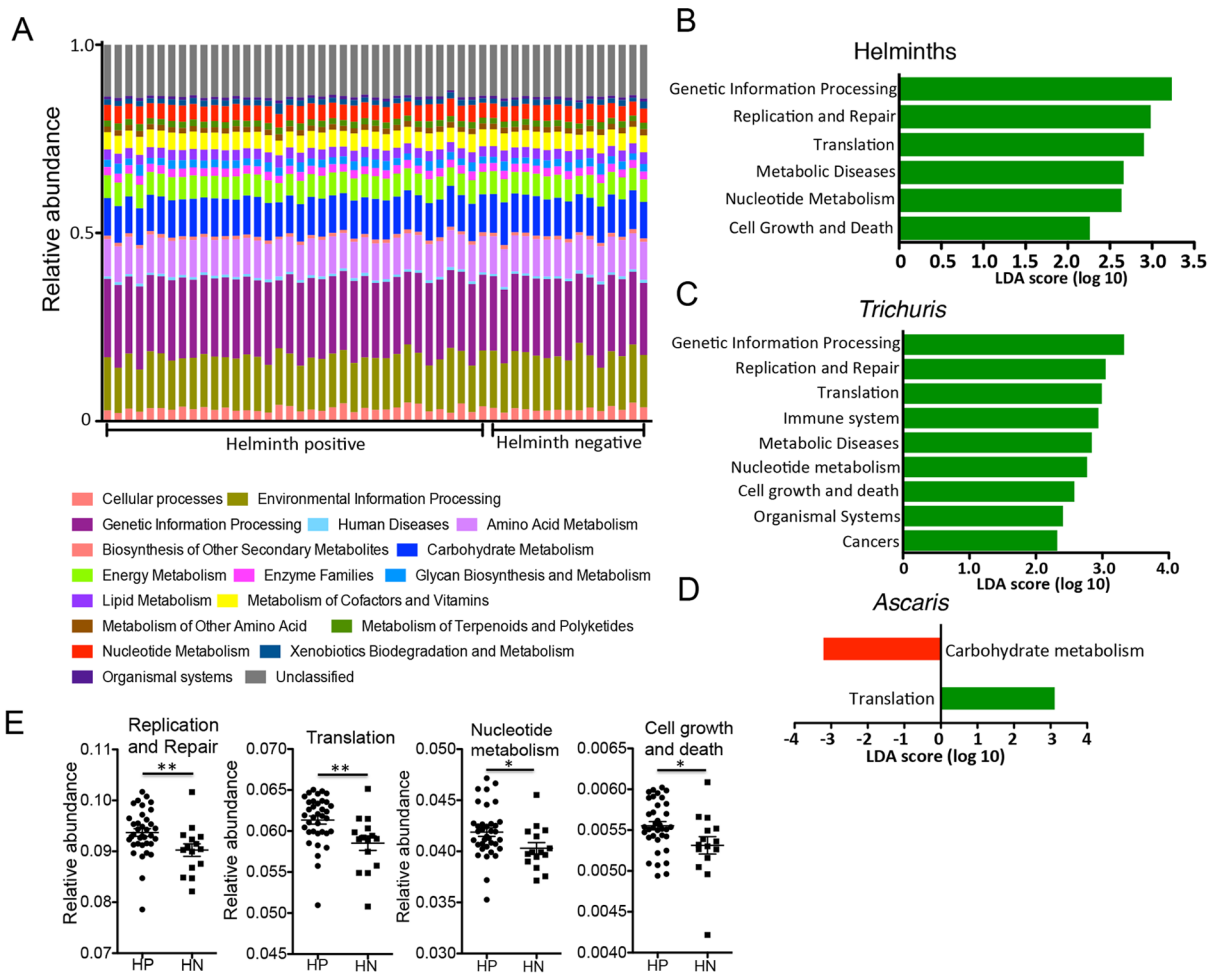 A
1.0
0.5
0
Relative abundance
Helminth positive
Helminth negative
Cellular processes
Environmental Information Processing
Genetic Information Processing
Human Diseases
Amino Acid Metabolism
Biosynthesis of Other Secondary Metabolites
Carbohydrate Metabolism
Energy Metabolism
Enzyme Families
Glycan Biosynthesis and Metabolism
Lipid Metabolism
Metabolism of Cofactors and Vitamins
Metabolism of Other Amino Acid
Metabolism of Terpenoids and Polyketides
Nucleotide Metabolism
Xenobiotics Biodegradation and Metabolism
Organismal systems
Unclassified
B
Helminths
Genetic Information Processing
Replication and Repair
Translation
Metabolic Diseases
Nucleotide Metabolism
Cell Growth and Death
0 0.5 1.0 1.5 2.0 2.5 3.0 3.5
LDA score (log 10)
C
Trichuris
Genetic Information Processing
Replication and Repair
Translation
Immune system
Metabolic Diseases
Nucleotide metabolism
Cell growth and death
Organismal Systems
Cancers
0 1.0 2.0 3.0 4.0
LDA score (log 10)
D
Ascaris
Carbohydrate metabolism
Translation
-4 -3 -2 -1 0 1 2 3 4
LDA score (log 10)
E
Replication
and Repair
Relative abundance
0.11
0.10
0.09
0.08
0.07
**
HP HN
Translation
Relative abundance
0.070
0.065
0.060
0.055
0.050
0.045
**
HP HN
Nucleotide
metabolism
Relative abundance
0.050
0.045
0.040
0.035
0.030
*
HP HN
Cell growth
and death
Relative abundance
0.0065
0.0060
0.0055
0.0050
0.0045
0.0040
*
HP HN